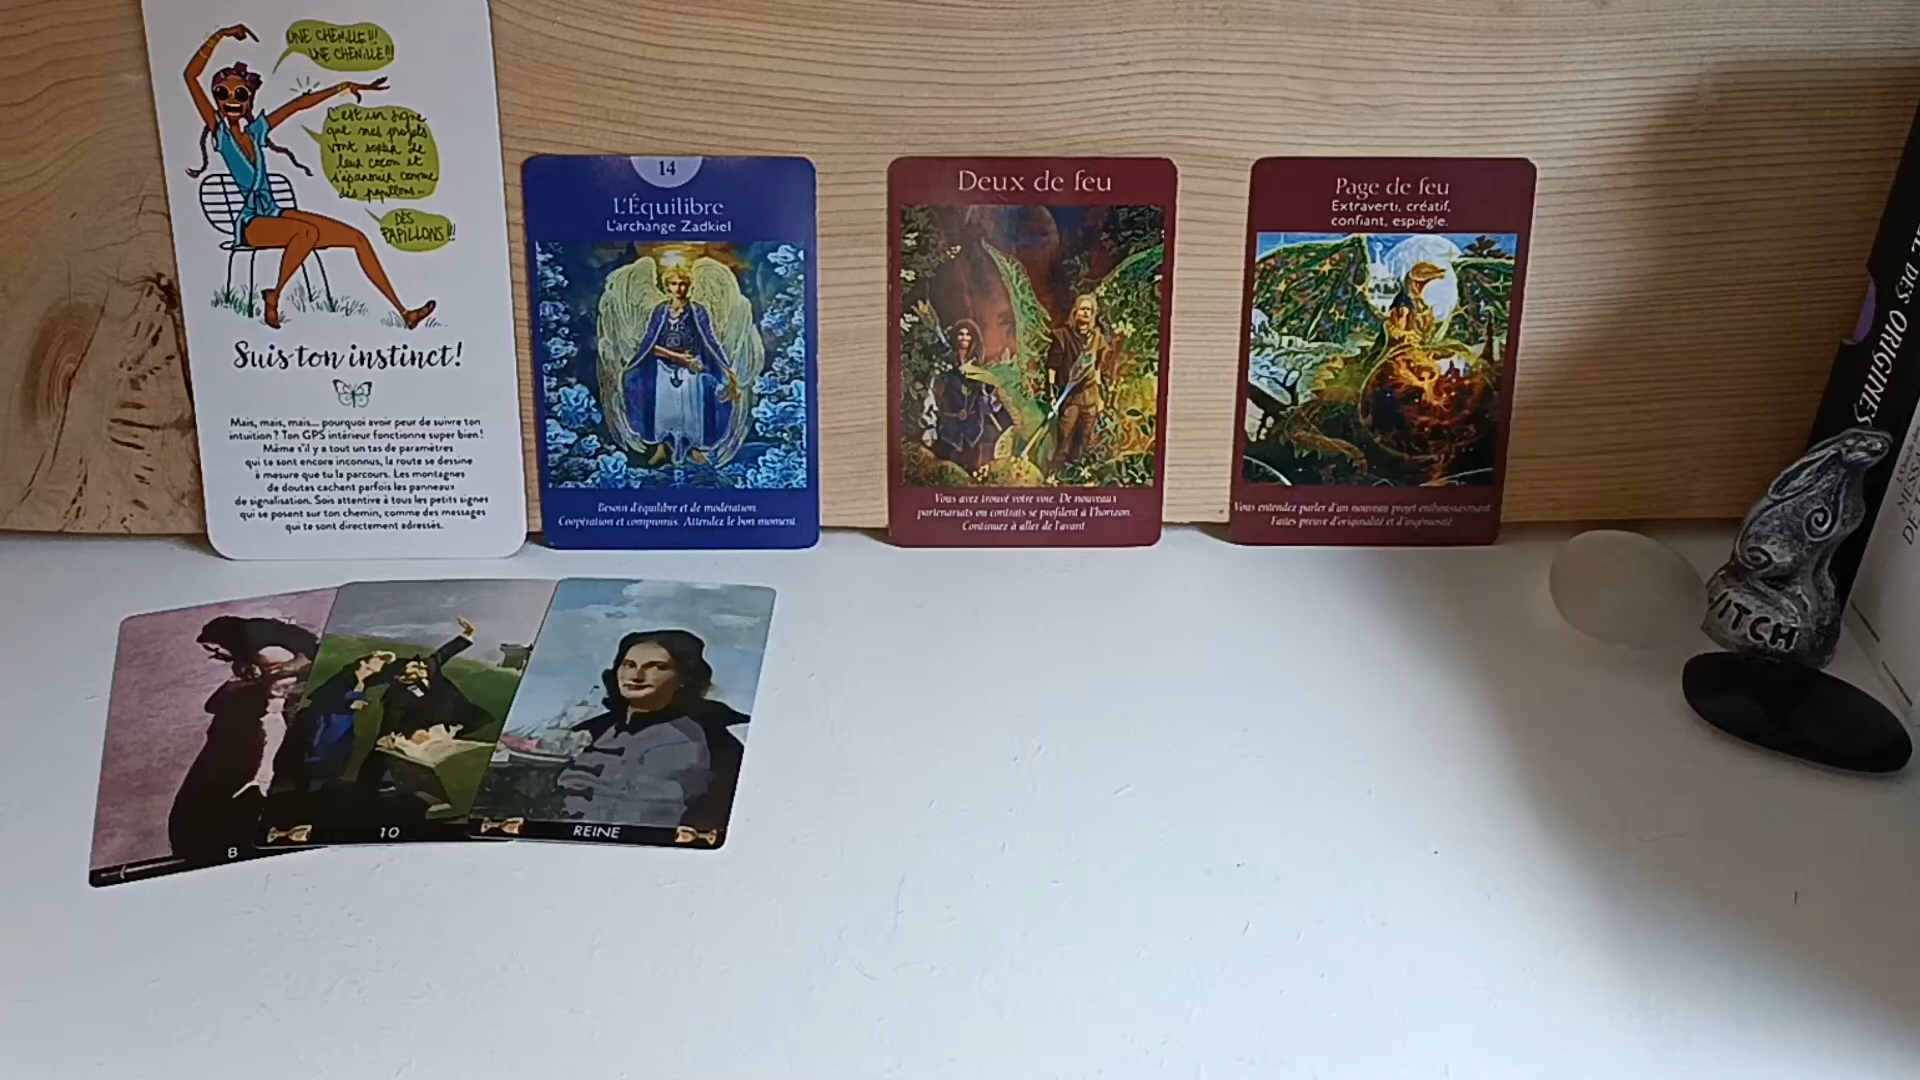 UNE CHENILLE!!!
UNE CHENILLE!!!
C'est un signe
que mes projets
vont sortir de
leur cocon et
s'épanouir comme
des papillons...
DES
PAPILLONS!!!
Suis ton instinct!
Mais, mais, mais... pourquoi avoir peur de suivre ton
intuition ? Ton GPS intérieur fonctionne super bien!
Même s'il y a tout un tas de paramètres
qui te sont encore inconnus, la route se dessine
à mesure que tu la parcours. Les montagnes
de doutes cachent parfois les panneaux
de signalisation. Sois attentive à tous les petits signes
qui se posent sur ton chemin, comme des messages
qui te sont directement adressés.
14
L'Équilibre
L'archange Zadkiel
Besoin d'équilibre et de modération.
Coopération et compromis. Attendez le bon moment.
Deux de feu
Vous avez trouvé votre voie. De nouveaux
partenariats ou contrats se profilent à l'horizon.
Continuez à aller de l'avant
Page de feu
Extraverti, créatif,
confiant, espiègle.
Vous entendez parler d'un nouveau projet enthousiasmant
Faites preuve d'originalité et d'ingéniosité.
8
10
REINE
DES ORIGINES
WITCH